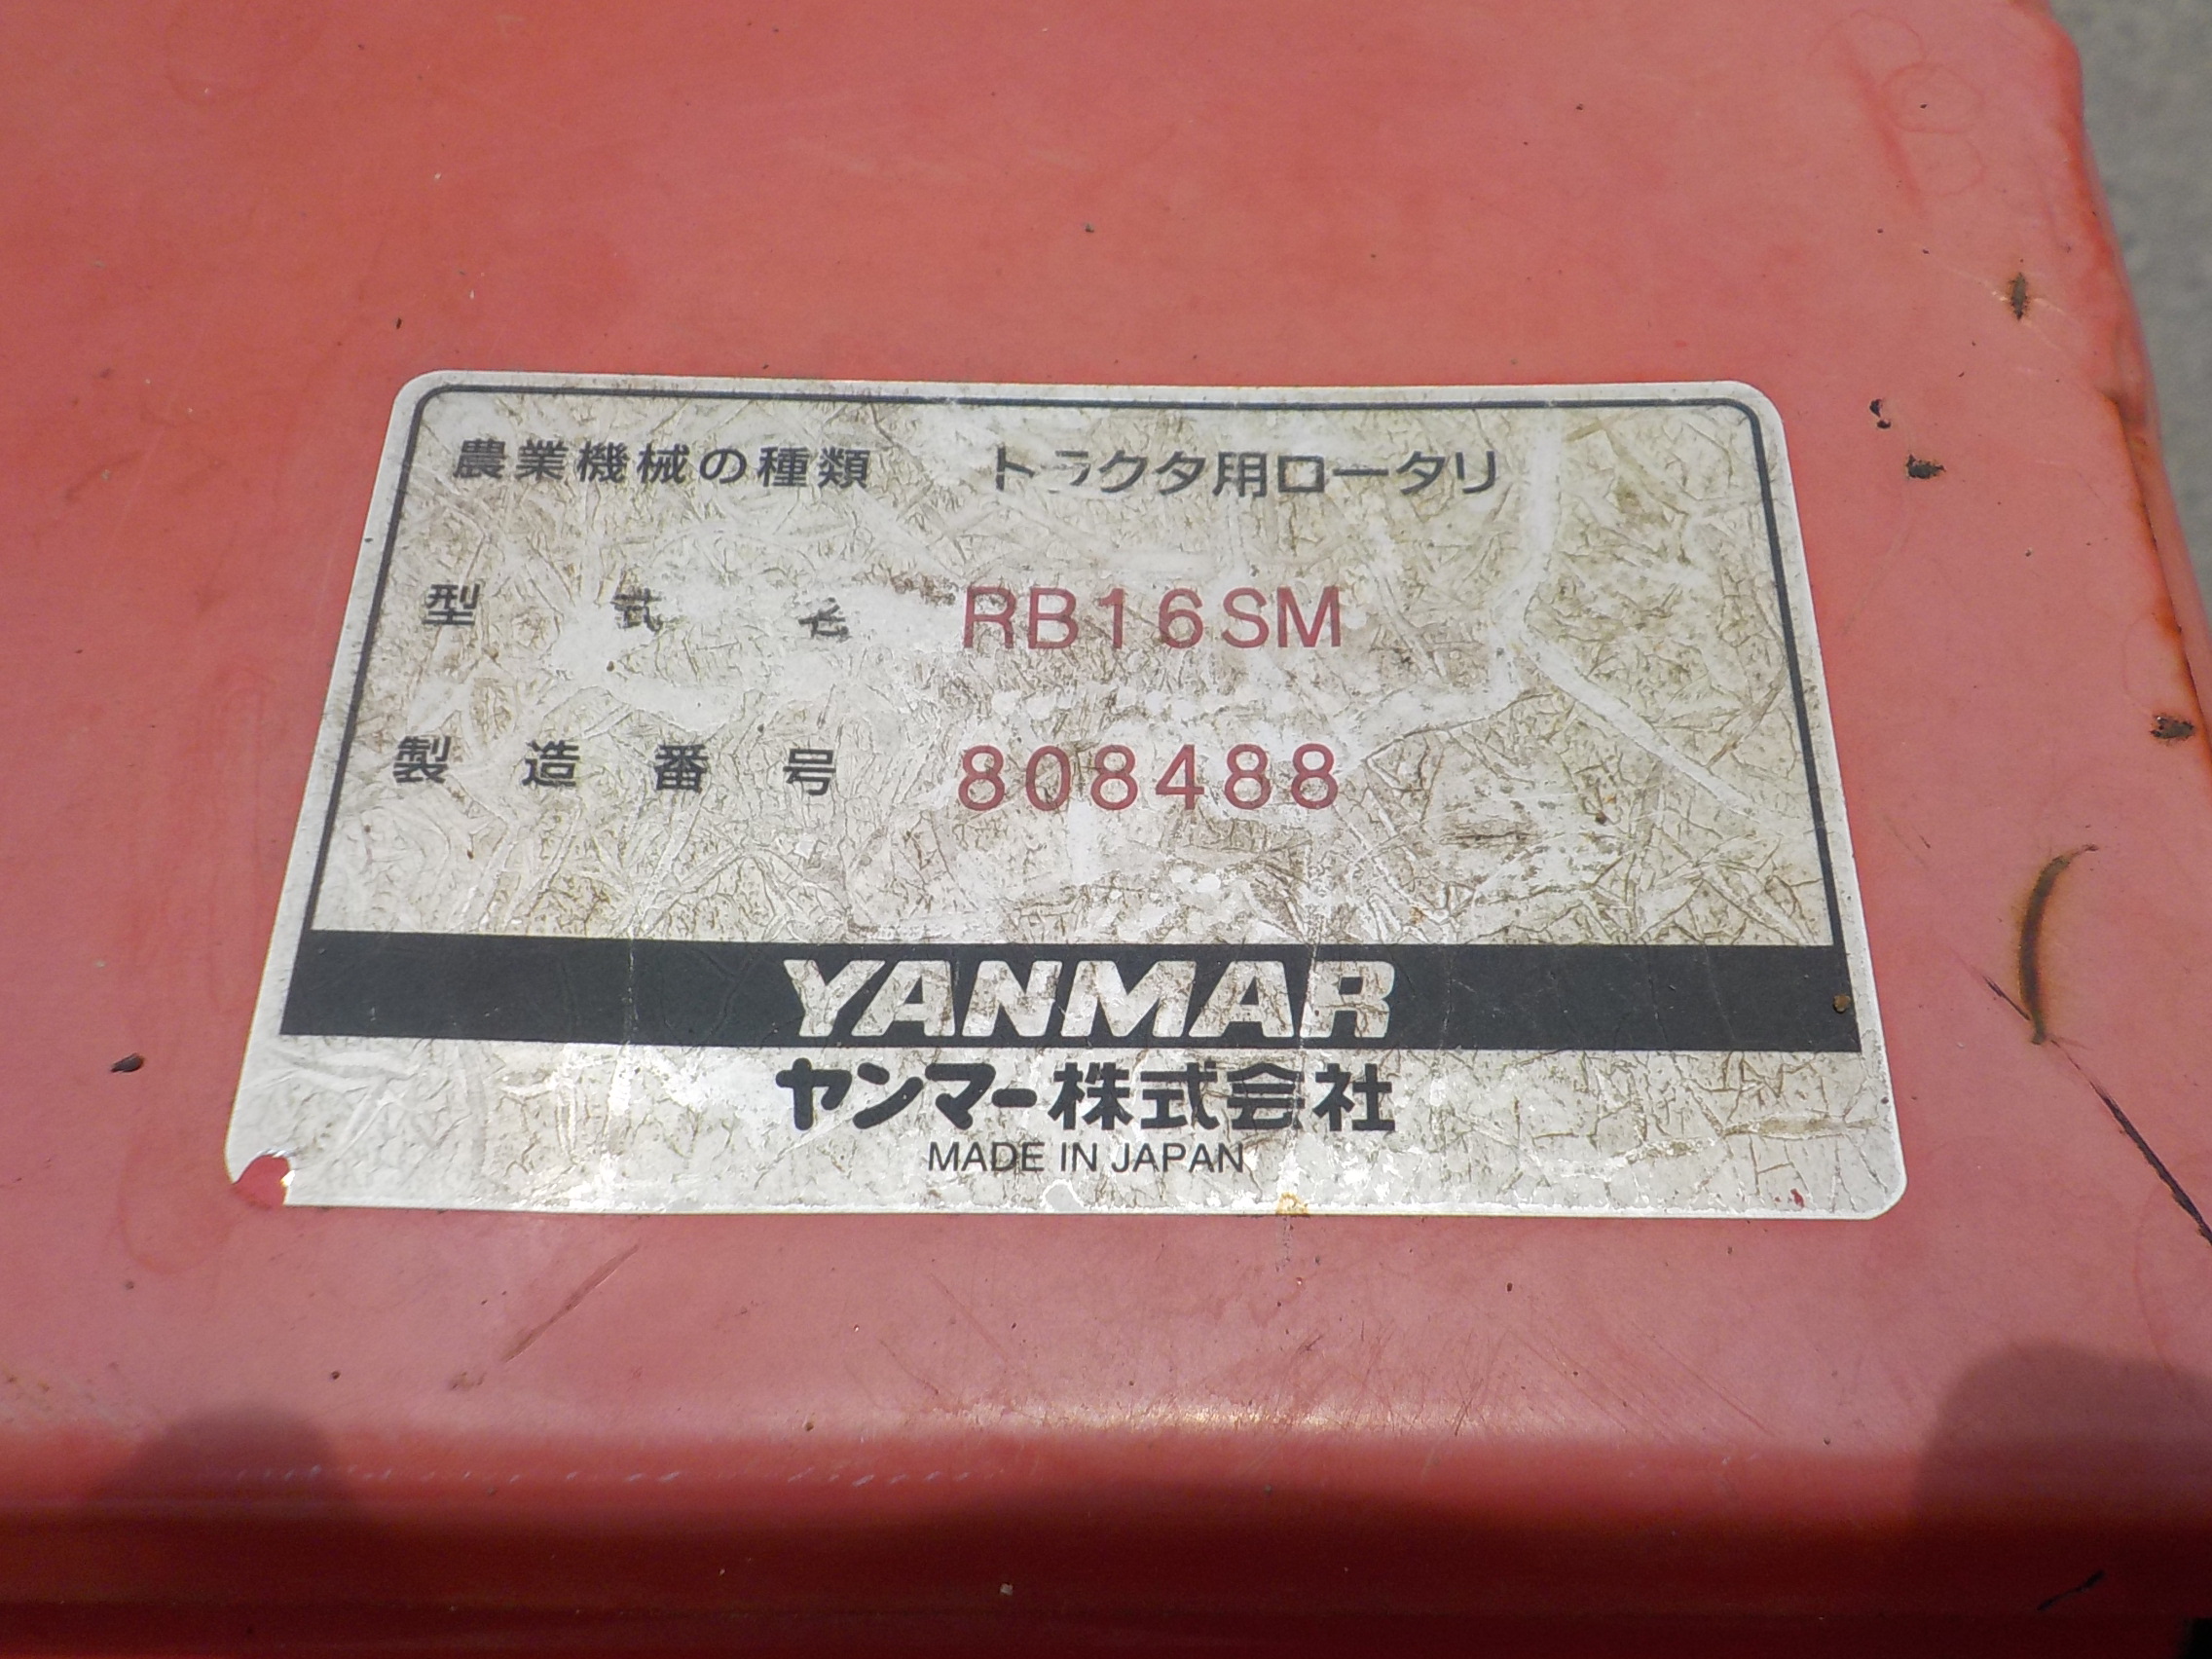 農業機械の種類 トラクタ用ロータリ
型式名 RB16SM
製造番号 808488
YANMAR
ヤンマー株式会社
MADE IN JAPAN